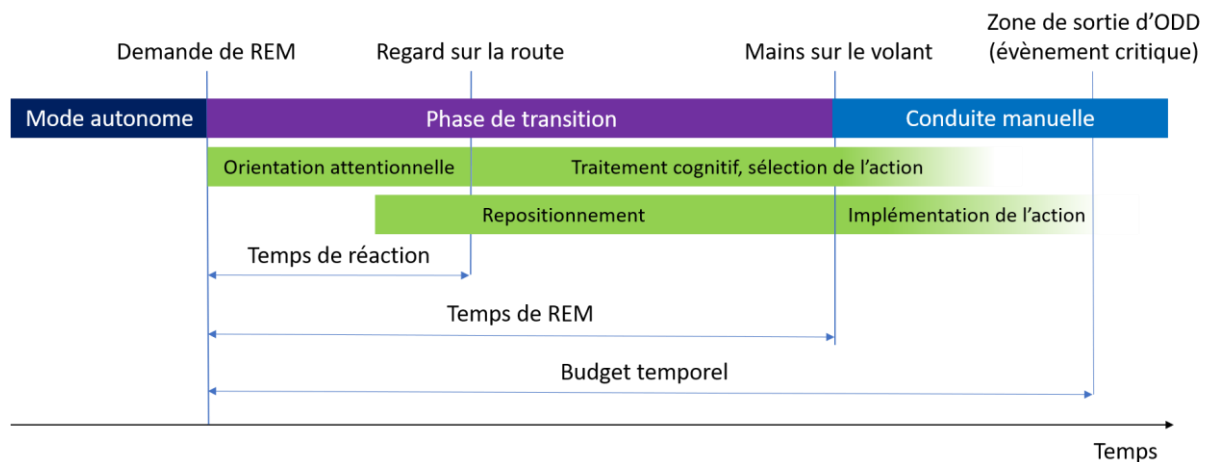 Zone de sortie d'ODD
Demande de REM Regard sur la route Mains sur le volant (évènement critique)
Mode autonome Phase de transition Conduite manuelle
Orientation attentionnelle Traitement cognitif, sélection de l'action
Repositionnement Implémentation de l'action
Temps de réaction
Temps de REM
Budget temporel
Temps